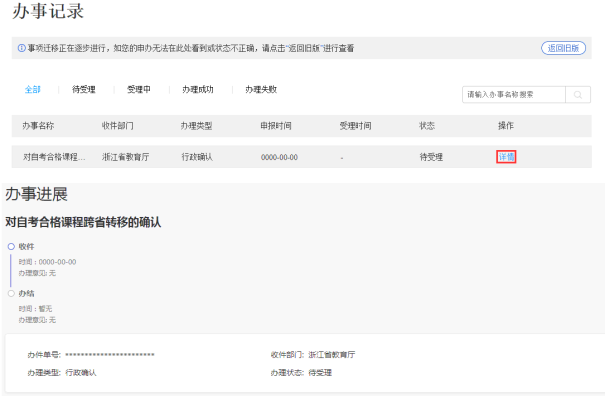 办事记录
事项迁移正在逐步进行，如您的申办无法在此处看到或状态不正确，请点击“返回旧版”进行查看 返回旧版
全部 待受理 受理中 办理成功 办理失败 请输入办事名称搜索
办事名称 收件部门 办理类型 申报时间 受理时间 状态 操作
对自考合格课程... 浙江省教育厅 行政确认 0000-00-00 - 待受理 详情
办事进展
对自考合格课程跨省转移的确认
收件
时间：0000-00-00
办理意见: 无
办结
时间：暂无
办理意见: 无
办件单号: *********************** 收件部门: 浙江省教育厅
办理类型: 行政确认 办理状态: 待受理